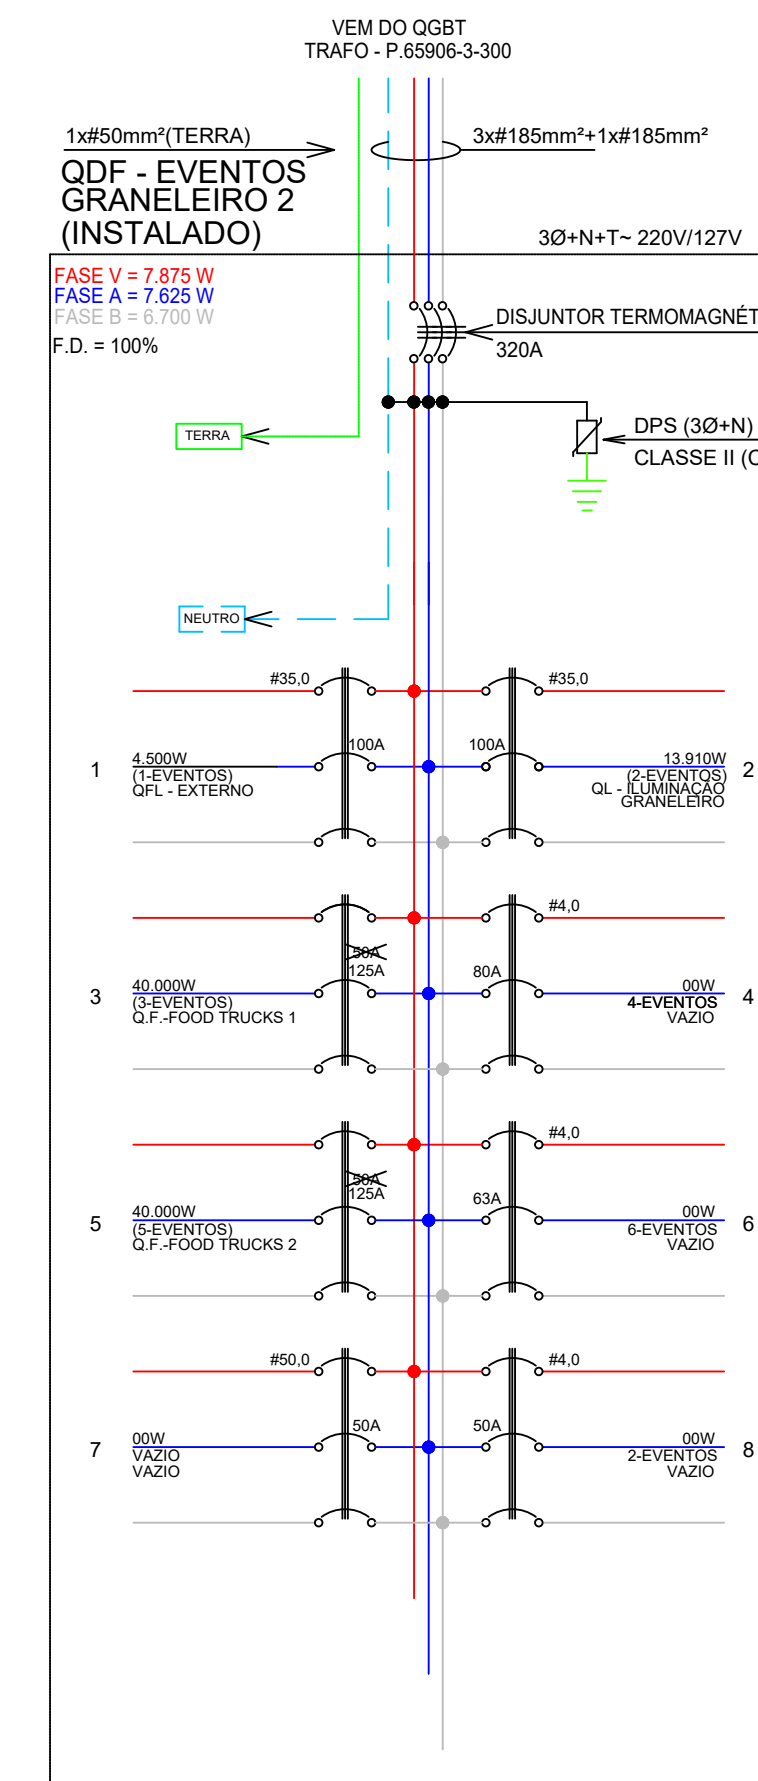 VEM DO QGBT
TRAFO - P.65906-3-300
1x#50mm²(TERRA)
3x#185mm²+1x#185mm²
QDF - EVENTOS
GRANELEIRO 2
(INSTALADO)
3Ø+N+T~ 220V/127V
FASE V = 7.875 W
FASE A = 7.625 W
FASE B = 6.700 W
F.D. = 100%
DISJUNTOR TERMOMAGNÉT
320A
TERRA
DPS (3Ø+N)
CLASSE II (C
NEUTRO
#35,0
#35,0
100A
100A
1
4.500W
(1-EVENTOS)
QFL - EXTERNO
13.910W
(2-EVENTOS)
QL - ILUMINAÇÃO
GRANELEIRO
2
#4,0
50A
125A
80A
3
40.000W
(3-EVENTOS)
Q.F.-FOOD TRUCKS 1
00W
4-EVENTOS
VAZIO
4
#4,0
50A
125A
63A
5
40.000W
(5-EVENTOS)
Q.F.-FOOD TRUCKS 2
00W
6-EVENTOS
VAZIO
6
#50,0
#4,0
50A
50A
7
00W
VAZIO
VAZIO
00W
2-EVENTOS
VAZIO
8